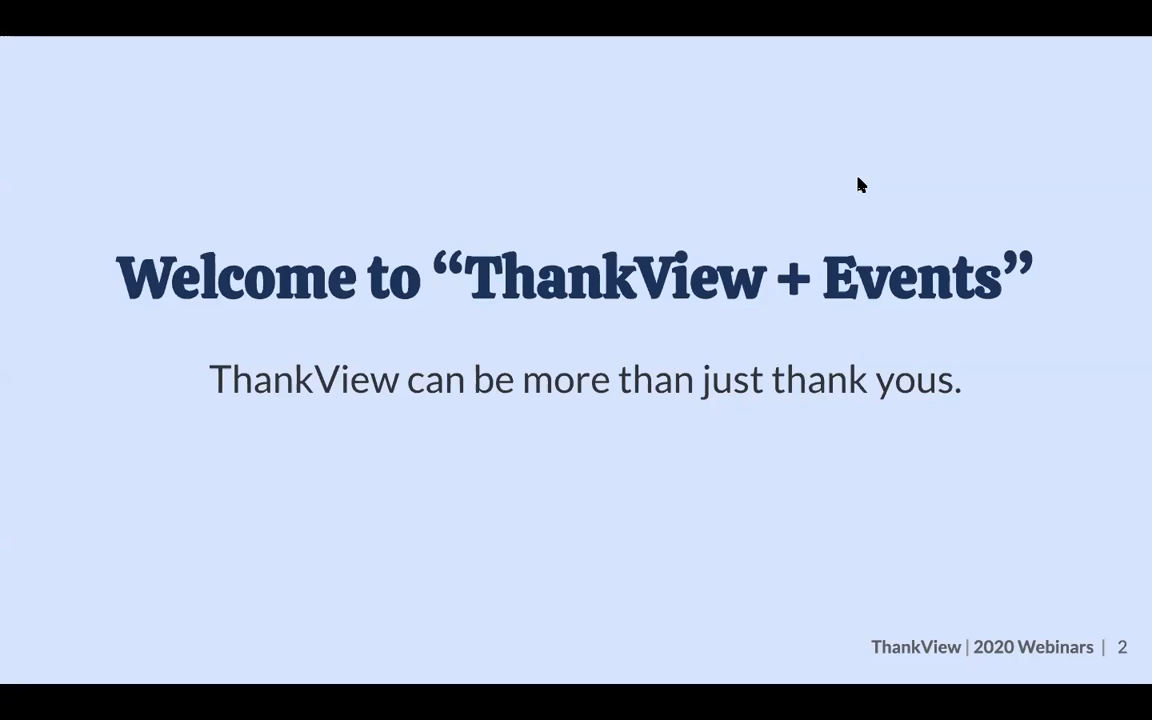 Welcome to “ThankView + Events”
ThankView can be more than just thank yous.
ThankView | 2020 Webinars | 2